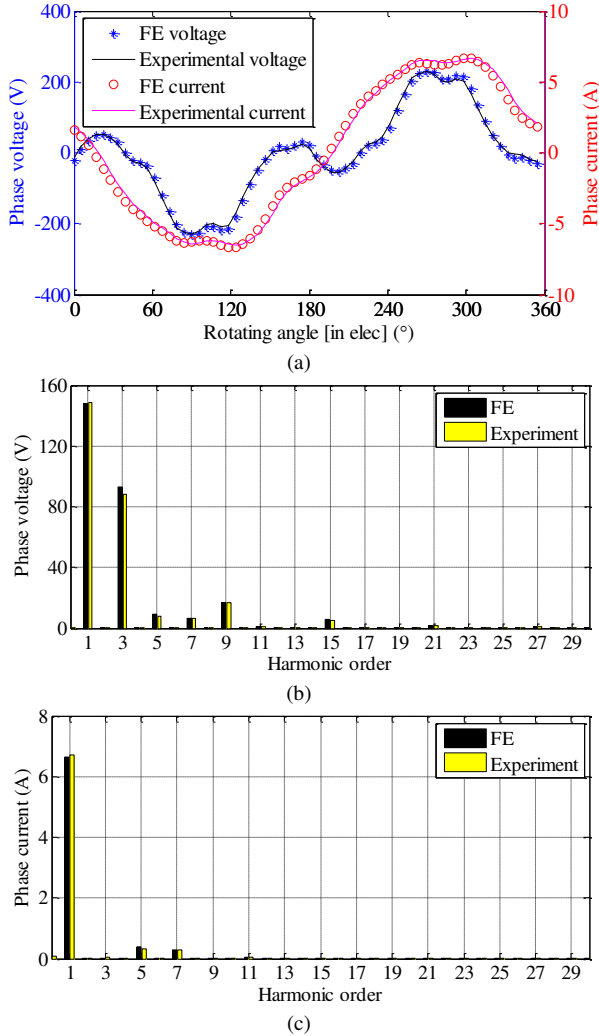 400
200
0
-200
-400
Phase voltage (V)
FE voltage
Experimental voltage
FE current
Experimental current
10
5
0
-5
-10
Phase current (A)
0 60 120 180 240 300 360
Rotating angle [in elec] (°)
(a)
160
120
80
40
0
Phase voltage (V)
FE
Experiment
1 3 5 7 9 11 13 15 17 19 21 23 25 27 29
Harmonic order
(b)
8
6
4
2
0
Phase current (A)
FE
Experiment
1 3 5 7 9 11 13 15 17 19 21 23 25 27 29
Harmonic order
(c)